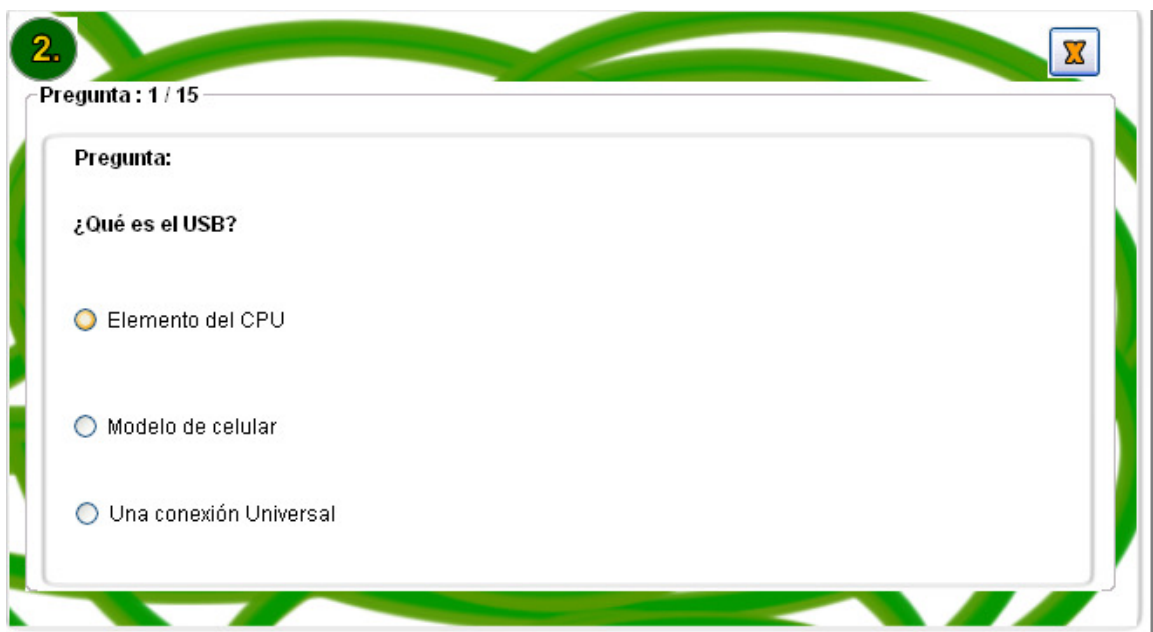 2.
X
Pregunta : 1 / 15
Pregunta:
¿Qué es el USB?
Elemento del CPU
Modelo de celular
Una conexión Universal